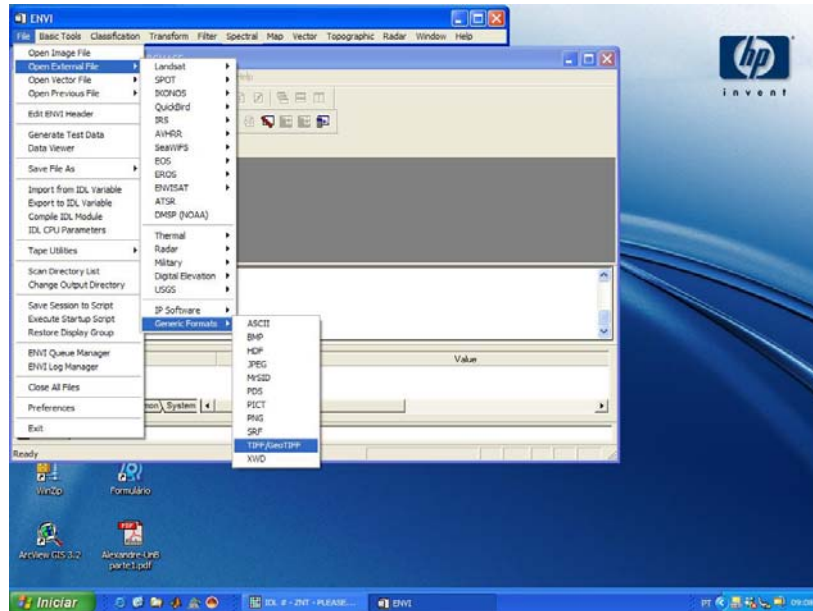 ENVI
File Basic Tools Classification Transform Filter Spectral Map Vector Topographic Radar Window Help
Open Image File
Open External File
Open Vector File
Open Previous File
Edit ENVI Header
Generate Test Data
Data Viewer
Save File As
Import from IDL Variable
Export to IDL Variable
Compile IDL Module
IDL CPU Parameters
Tape Utilities
Scan Directory List
Change Output Directory
Save Session to Script
Execute Startup Script
Restore Display Group
ENVI Queue Manager
ENVI Log Manager
Close All Files
Preferences
Exit
Landsat
SPOT
IKONOS
QuickBird
IRS
AVHRR
SeaWiFS
EOS
EROS
ENVISAT
ATSR
DMSP (NOAA)
Thermal
Radar
Military
Digital Elevation
USGS
IP Software
Generic Formats
ASCII
BMP
HDF
JPEG
MrSID
PDS
PICT
PNG
SRF
TIFF/GeoTIFF
XWD
Value
System
Ready
hp
invent
WinZip
Formulário
ArcView GIS 3.2
Alexandre-UnB parte1.pdf
Iniciar
IDL # - ZNT - PLEASE...
ENVI
PT
09:08